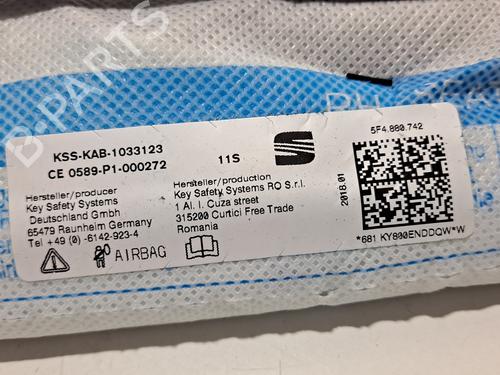 B-PARTS
KSS-KAB-1033123
CE 0589-P1-000272
11S
Hersteller/producer
Key Safety Systems
Deutschland GmbH
65479 Raunheim Germany
Tel +49 (0)-6142-923-4
AIRBAG
Hersteller/production
Key Safety Systems RO S.r.l.
1 Al. I. Cuza street
315200 Curtici Free Trade
Romania
2018.01
5F4.880.742
*681 KY800ENDDQW*W